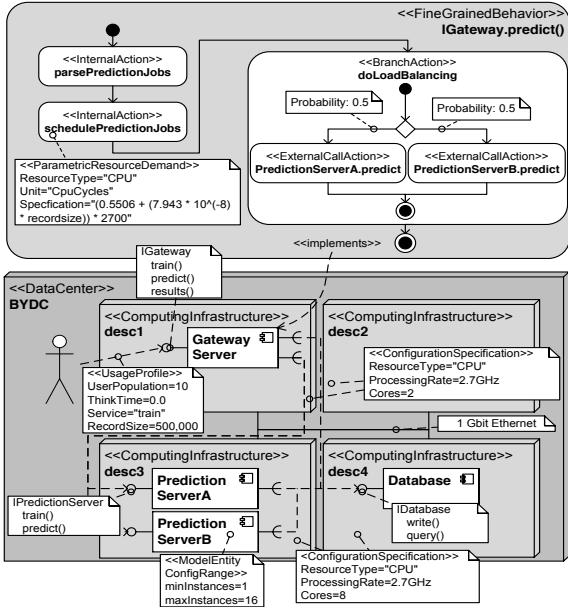 <<FineGrainedBehavior>>
IGateway.predict()
<<InternalAction>>
parsePredictionJobs
<<InternalAction>>
schedulePredictionJobs
<<ParametricResourceDemand>>
ResourceType="CPU"
Unit="CpuCycles"
Specfication="(0.5506 + (7.943 * 10^(-8)
* recordsize)) * 2700"
<<BranchAction>>
doLoadBalancing
Probability: 0.5
Probability: 0.5
<<ExternalCallAction>>
PredictionServerA.predict
<<ExternalCallAction>>
PredictionServerB.predict
<<implements>>
IGateway
train()
predict()
results()
<<DataCenter>>
BYDC
<<ComputingInfrastructure>>
desc1
Gateway
Server
<<ComputingInfrastructure>>
desc2
<<UsageProfile>>
UserPopulation=10
ThinkTime=0.0
Service="train"
RecordSize=500,000
<<ConfigurationSpecification>>
ResourceType="CPU"
ProcessingRate=2.7GHz
Cores=2
1 Gbit Ethernet
<<ComputingInfrastructure>>
desc3
Prediction
ServerA
Prediction
ServerB
<<ComputingInfrastructure>>
desc4
Database
IPredictionServer
train()
predict()
IDatabase
write()
query()
<<ModelEntity
ConfigRange>>
minInstances=1
maxInstances=16
<ConfigurationSpecification>>
ResourceType="CPU"
ProcessingRate=2.7GHz
Cores=8